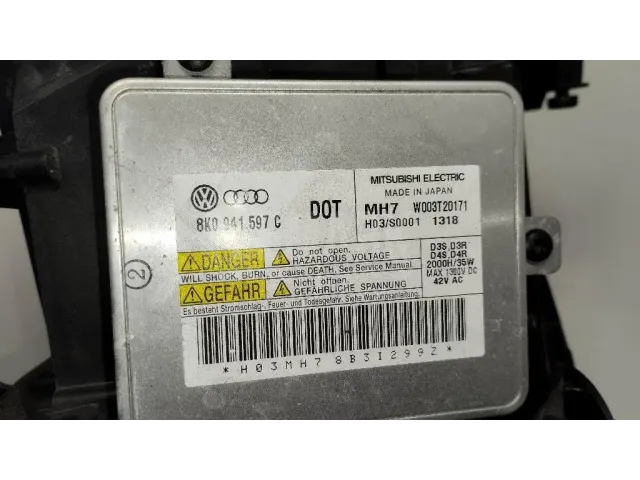 8K0 941 597 C DOT
MITSUBISHI ELECTRIC
MADE IN JAPAN
MH7 W003T20171
H03/S0001 1318
DANGER Do not open.
HAZARDOUS VOLTAGE
WILL SHOCK, BURN, or cause DEATH. See Service Manual.
GEFAHR Nicht öffnen.
GEFÄHRLICHE SPANNUNG
Es besteht Stromschlag-, Feuer- und Todesgefahr. Siehe Wartungsanleitung.
D3S,D3R
D4S,D4R
2000H/35W
MAX 1300V DC
42V AC
*H03MH78B3I299Z*
2